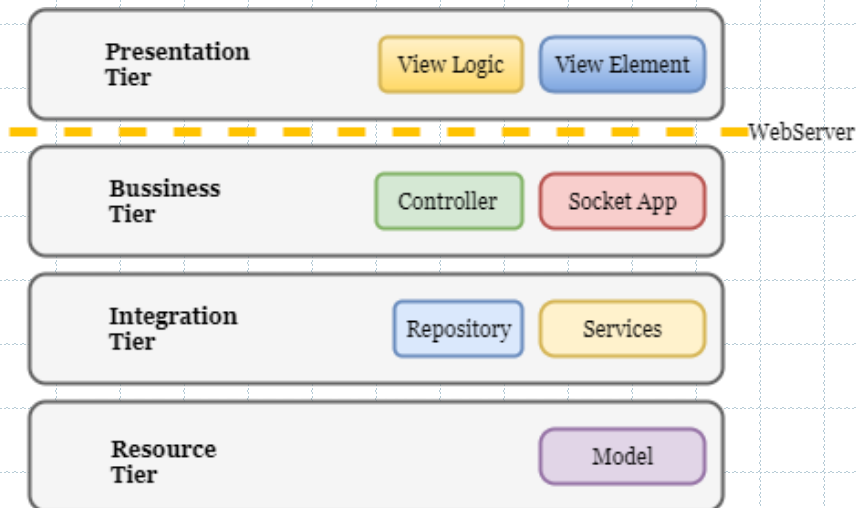 Presentation
Tier
View Logic
View Element
WebServer
Bussiness
Tier
Controller
Socket App
Integration
Tier
Repository
Services
Resource
Tier
Model